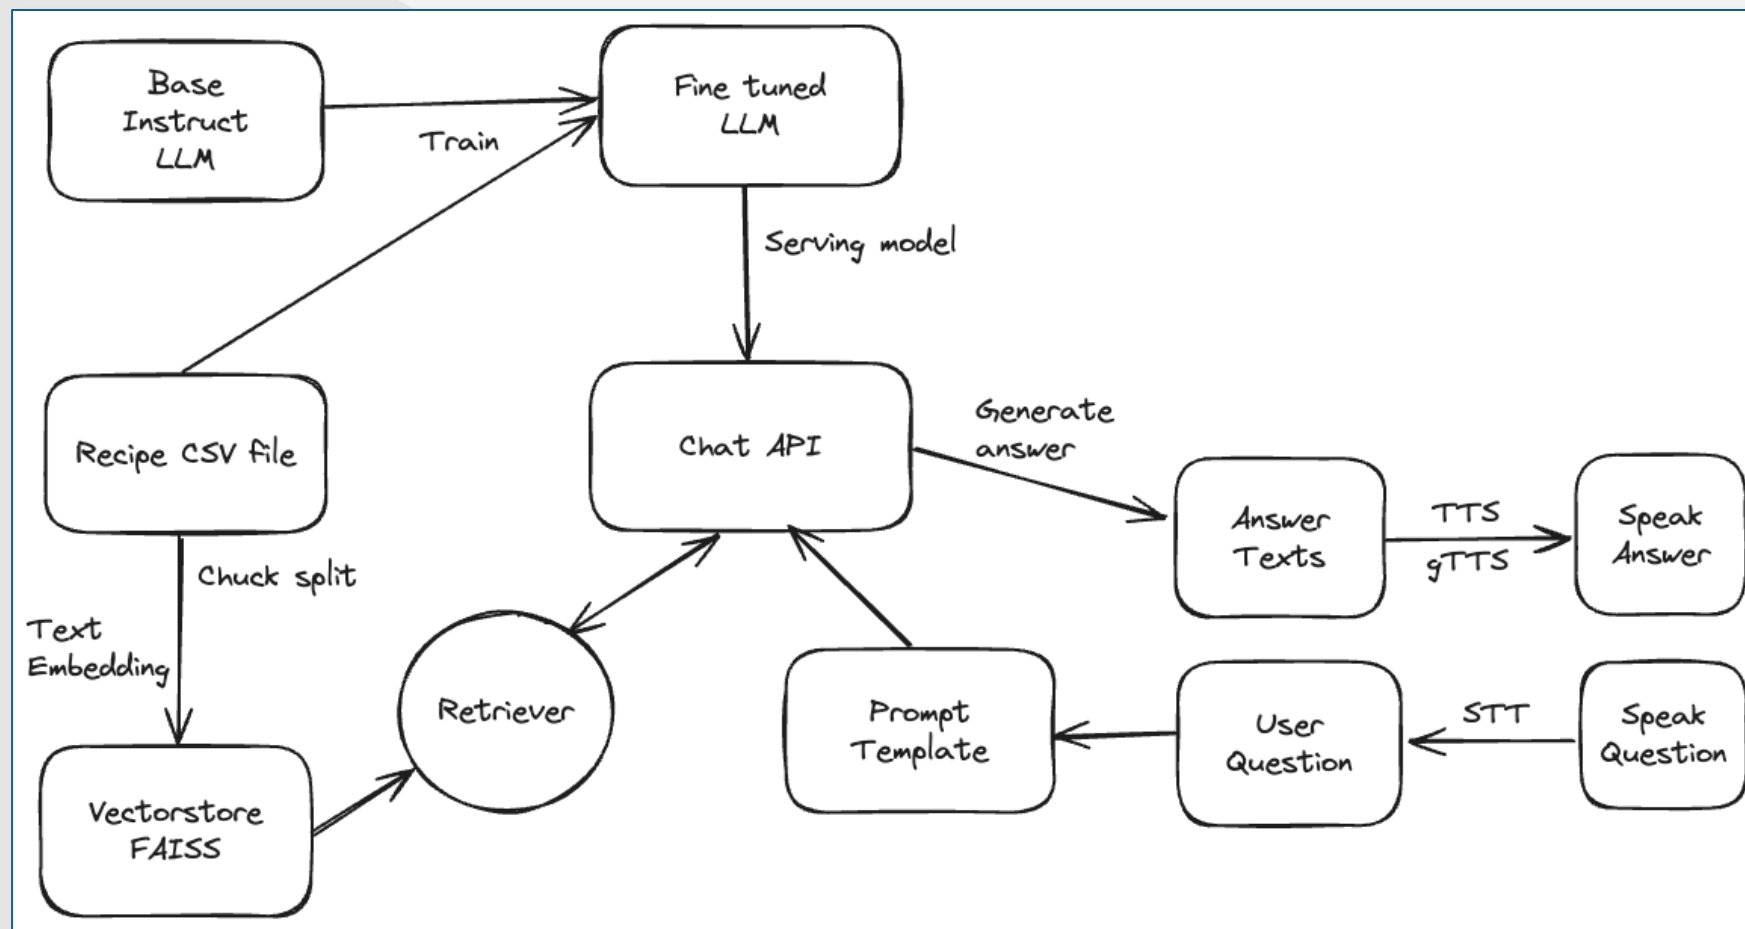 Base
Instruct
LLM
Fine tuned
LLM
Train
Serving model
Recipe CSV file
Chat API
Generate
answer
Answer
Texts
TTS
gTTS
Speak
Answer
Chuck split
Text
Embedding
Retriever
Prompt
Template
User
Question
STT
Speak
Question
Vectorstore
FAISS